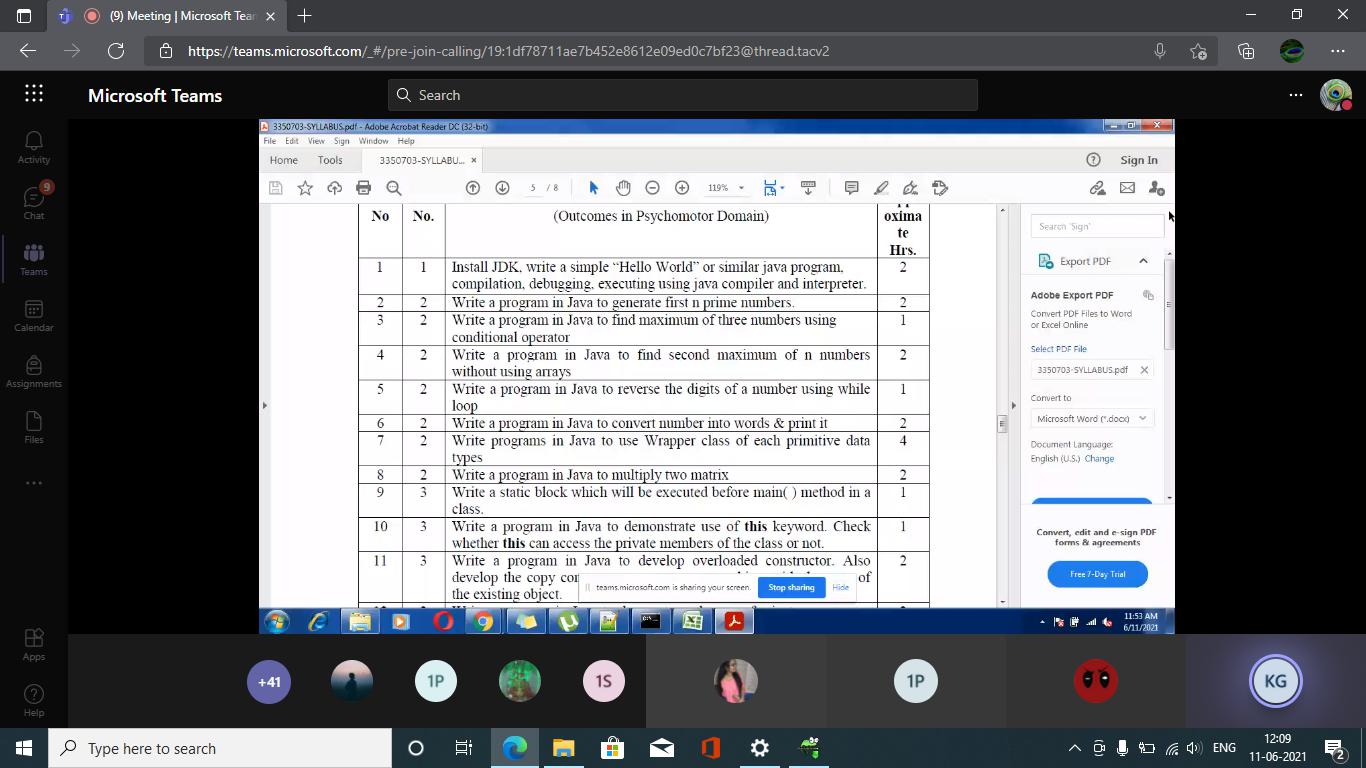 (9) Meeting | Microsoft Tea
https://teams.microsoft.com/_#/pre-join-calling/19:1df78711ae7b452e8612e09ed0c7bf23@thread.tacv2
Microsoft Teams
Search
Activity
Chat
9
Teams
Calendar
Assignments
Files
Apps
Help
3350703-SYLLABUS.pdf - Adobe Acrobat Reader DC (32-bit)
File Edit View Sign Window Help
Home Tools 3350703-SYLLABU... × Sign In
5 / 8 119%
No No. (Outcomes in Psychomotor Domain) oxima
te
Hrs.
1 1 Install JDK, write a simple “Hello World” or similar java program, 2
compilation, debugging, executing using java compiler and interpreter.
2 2 Write a program in Java to generate first n prime numbers. 2
3 2 Write a program in Java to find maximum of three numbers using 1
conditional operator
4 2 Write a program in Java to find second maximum of n numbers 2
without using arrays
5 2 Write a program in Java to reverse the digits of a number using while 1
loop
6 2 Write a program in Java to convert number into words & print it 2
7 2 Write programs in Java to use Wrapper class of each primitive data 4
types
8 2 Write a program in Java to multiply two matrix 2
9 3 Write a static block which will be executed before main( ) method in a 1
class.
10 3 Write a program in Java to demonstrate use of this keyword. Check 1
whether this can access the private members of the class or not.
11 3 Write a program in Java to develop overloaded constructor. Also 2
develop the copy of
the existing object.
teams.microsoft.com is sharing your screen. Stop sharing Hide
Search 'Sign'
Export PDF
Adobe Export PDF
Convert PDF Files to Word
or Excel Online
Select PDF File
3350703-SYLLABUS.pdf
Convert to
Microsoft Word (*.docx)
Document Language:
English (U.S.) Change
Convert, edit and e-sign PDF
forms & agreements
Free 7-Day Trial
11:53 AM
6/11/2021
+41 1P 1S 1P KG
Type here to search
ENG
12:09
11-06-2021
2